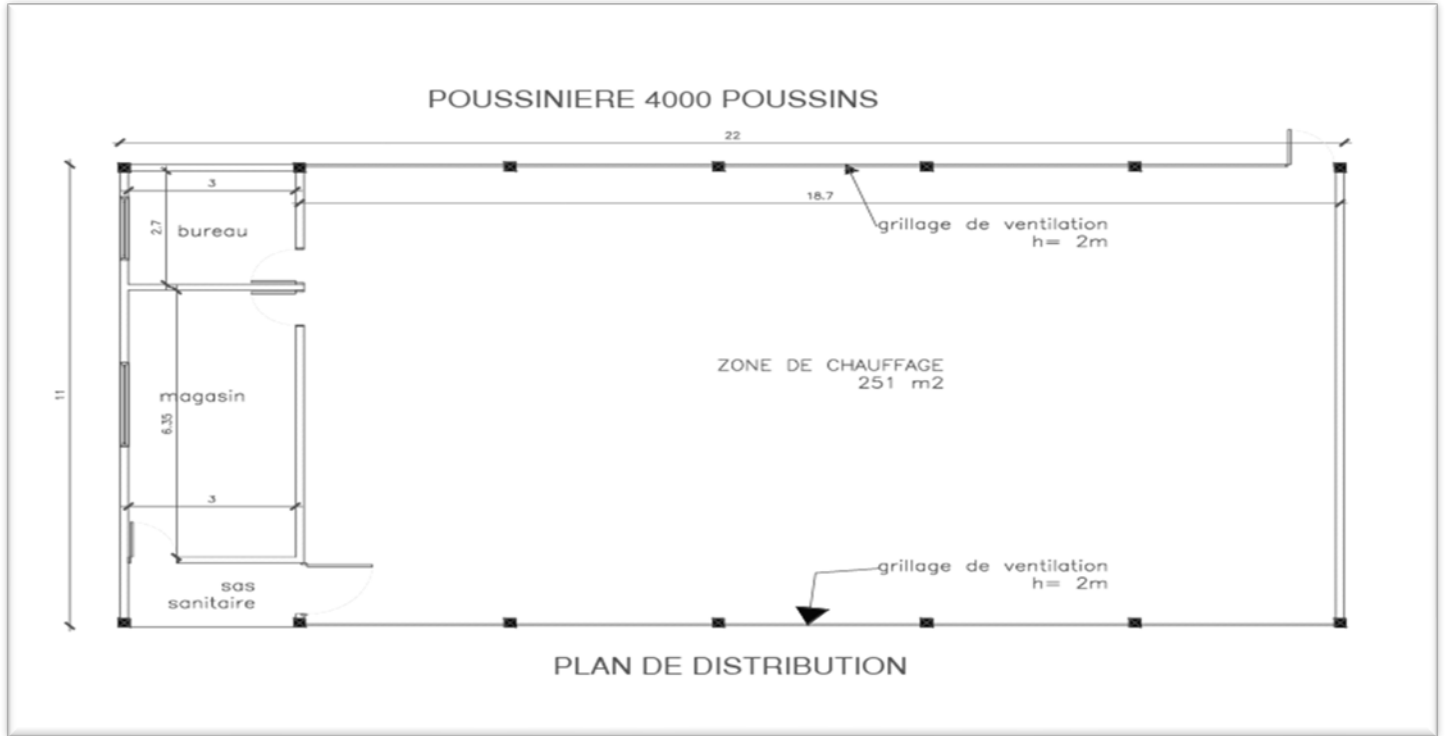 POUSSINIERE 4000 POUSSINS
22
3
18.7
2.7
bureau
grillage de ventilation
h= 2m
ZONE DE CHAUFFAGE
251 m2
11
magasin
6.35
3
grillage de ventilation
h= 2m
sas
sanitaire
PLAN DE DISTRIBUTION